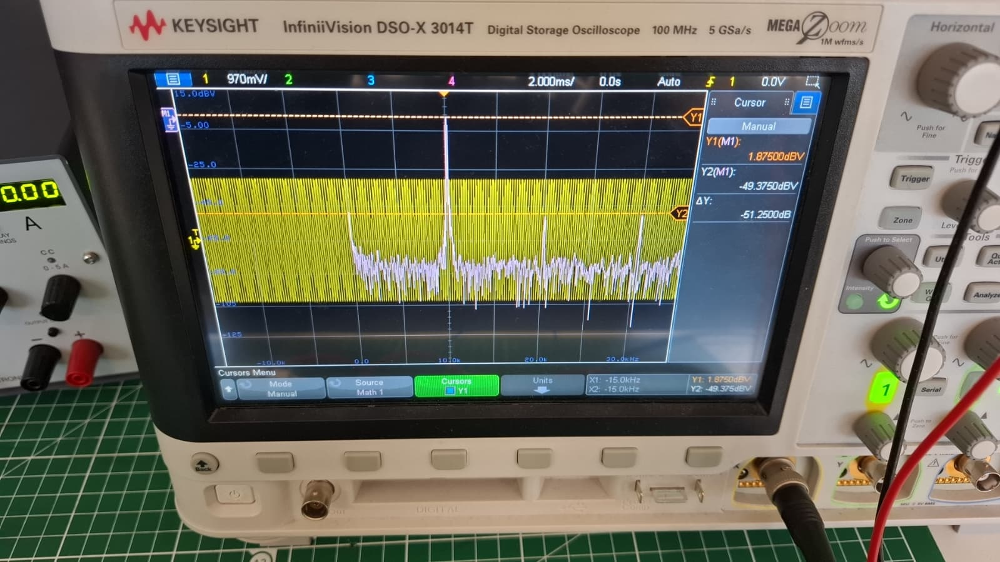 KEYSIGHT InfiniiVision DSO-X 3014T Digital Storage Oscilloscope 100 MHz 5 GSa/s MEGA Zoom
1M wfms/s
Horizontal
1 970mV/ 2 3 4 2.000ms/ 0.0s Auto 1 0.0V
15.0dBV
Cursor
M1
Y1
Manual
-5.00
Y1(M1):
1.87500dBV
-25.0
Y2(M1):
-49.3750dBV
Y2
ΔY:
-51.2500dB
T
1
-105
-125
-10.0k 0.0 10.0k 20.0k 30.0kHz
Cursors Menu
Mode
Manual
Source
Math 1
Cursors
Y1
Units
X1: -15.0kHz
X2: -15.0kHz
Y1: 1.8750dBV
Y2: -49.375dBV
Push for
Fine
Trigger
Push for
Zone
Tools
Push to Select
Intensity
Analyze
Push for
Fine
1
Serial
Push to
Zero
Back
DIGITAL
0.00
A
CC
0-5A
- +